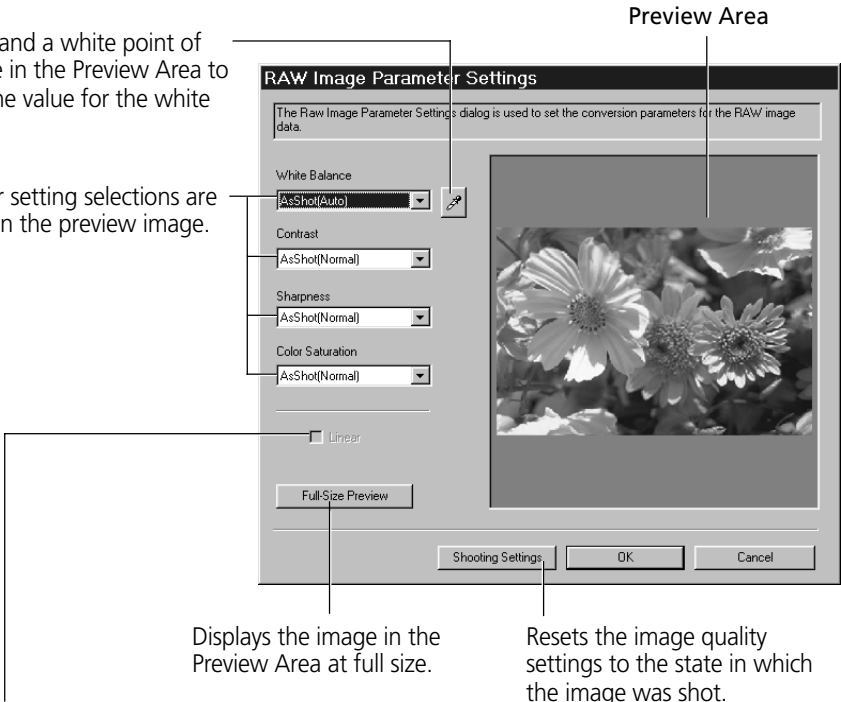 Preview Area
and a white point of
in the Preview Area to
value for the white
RAW Image Parameter Settings
The Raw Image Parameter Settings dialog is used to set the conversion parameters for the RAW image
data.
White Balance
AsShot(Auto)
setting selections are
in the preview image.
Contrast
AsShot(Normal)
Sharpness
AsShot(Normal)
Color Saturation
AsShot(Normal)
Linear
Full-Size Preview
Shooting Settings
OK
Cancel
Displays the image in the
Preview Area at full size.
Resets the image quality
settings to the state in which
the image was shot.